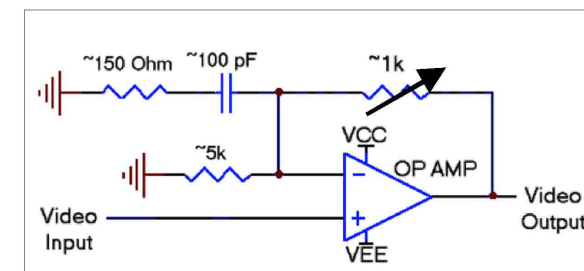 ~150 Ohm
~100 pF
~1k
~5k
VCC
OP AMP
−
+
VEE
Video
Input
Video
Output